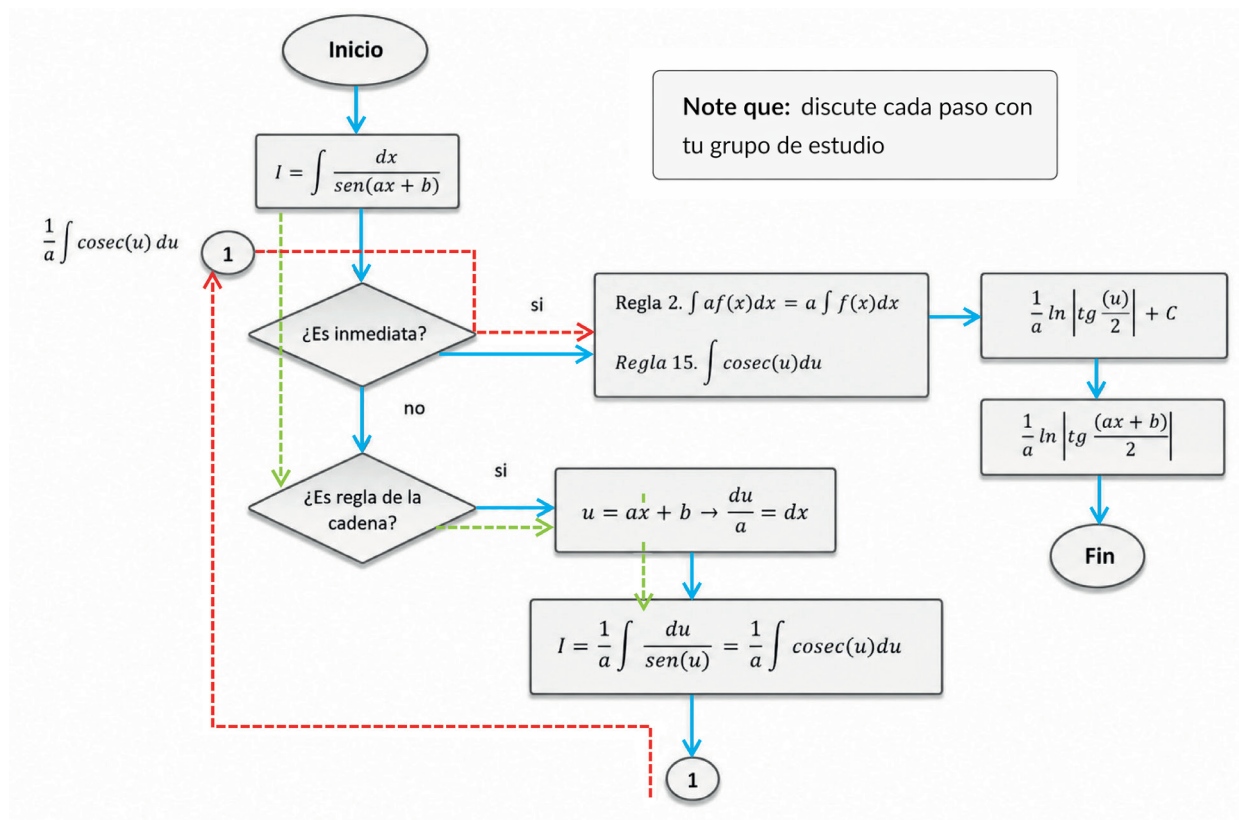 Inicio
Note que: discute cada paso con
tu grupo de estudio
I = ∫ dx / sen(ax + b)
1/a ∫ cosec(u) du
1
¿Es inmediata?
si
Regla 2. ∫ af(x)dx = a ∫ f(x)dx
Regla 15. ∫ cosec(u)du
1/a ln |tg (u)/2| + C
no
1/a ln |tg (ax + b)/2|
¿Es regla de la
cadena?
si
u = ax + b → du/a = dx
Fin
I = 1/a ∫ du/sen(u) = 1/a ∫ cosec(u)du
1